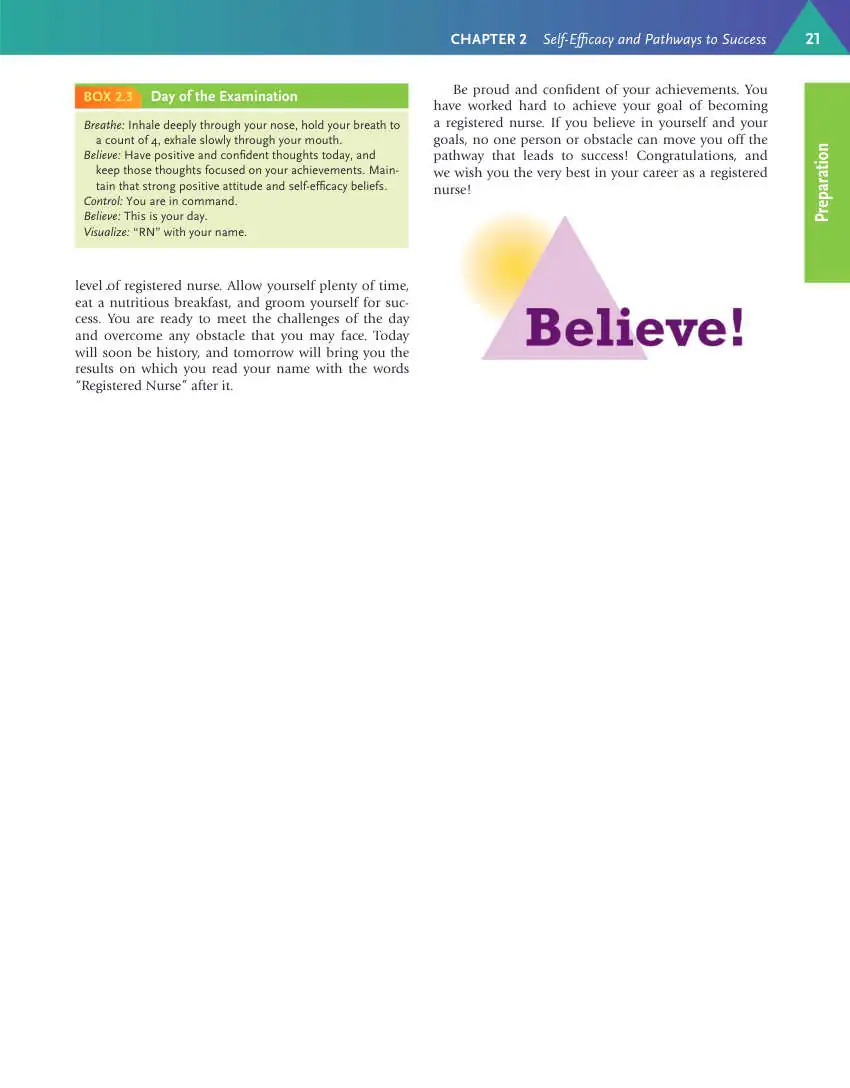 CHAPTER 2 Self-Efficacy and Pathways to Success 21
BOX 2.3 Day of the Examination
Breathe: Inhale deeply through your nose, hold your breath to
a count of 4, exhale slowly through your mouth.
Believe: Have positive and confident thoughts today, and
keep those thoughts focused on your achievements. Main-
tain that strong positive attitude and self-efficacy beliefs.
Control: You are in command.
Believe: This is your day.
Visualize: “RN” with your name.
level .of registered nurse. Allow yourself plenty of time,
eat a nutritious breakfast, and groom yourself for suc-
cess. You are ready to meet the challenges of the day
and overcome any obstacle that you may face. Today
will soon be history, and tomorrow will bring you the
results on which you read your name with the words
“Registered Nurse” after it.
Be proud and confident of your achievements. You
have worked hard to achieve your goal of becoming
a registered nurse. If you believe in yourself and your
goals, no one person or obstacle can move you off the
pathway that leads to success! Congratulations, and
we wish you the very best in your career as a registered
nurse!
Believe!
Preparation